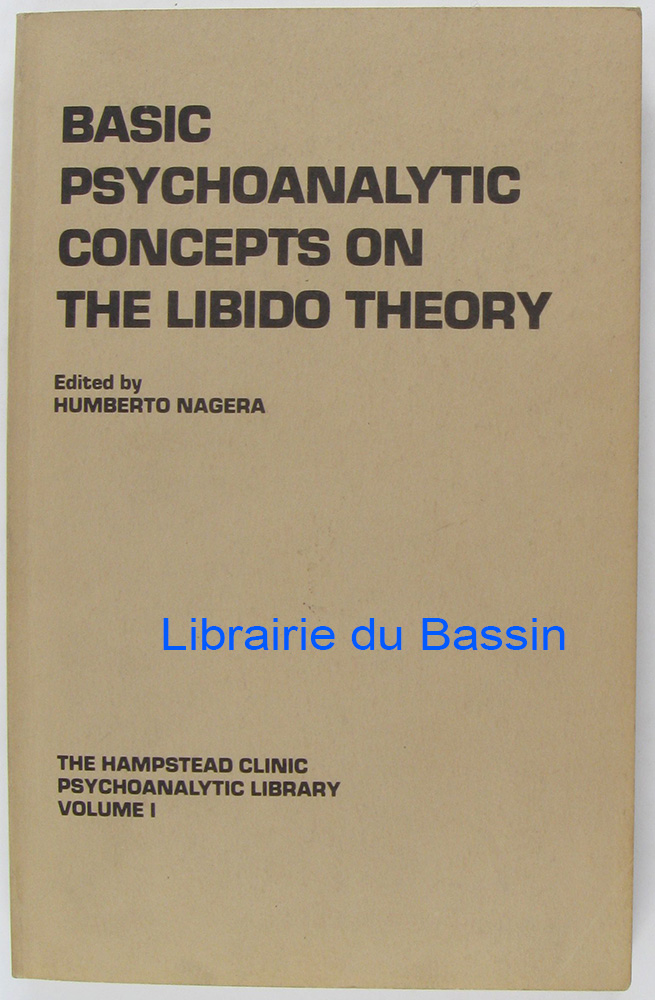 BASIC
PSYCHOANALYTIC
CONCEPTS ON
THE LIBIDO THEORY
Edited by
HUMBERTO NAGERA
Librairie du Bassin
THE HAMPSTEAD CLINIC
PSYCHOANALYTIC LIBRARY
VOLUME I